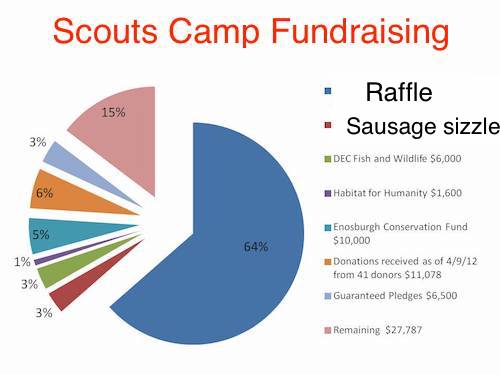 Scouts Camp Fundraising
15%
3%
6%
5%
1%
3%
3%
64%
Raffle
Sausage sizzle
DEC Fish and Wildlife $6,000
Habitat for Humanity $1,600
Enosburgh Conservation Fund
$10,000
Donations received as of 4/9/12
from 41 donors $11,078
Guaranteed Pledges $6,500
Remaining $27,787